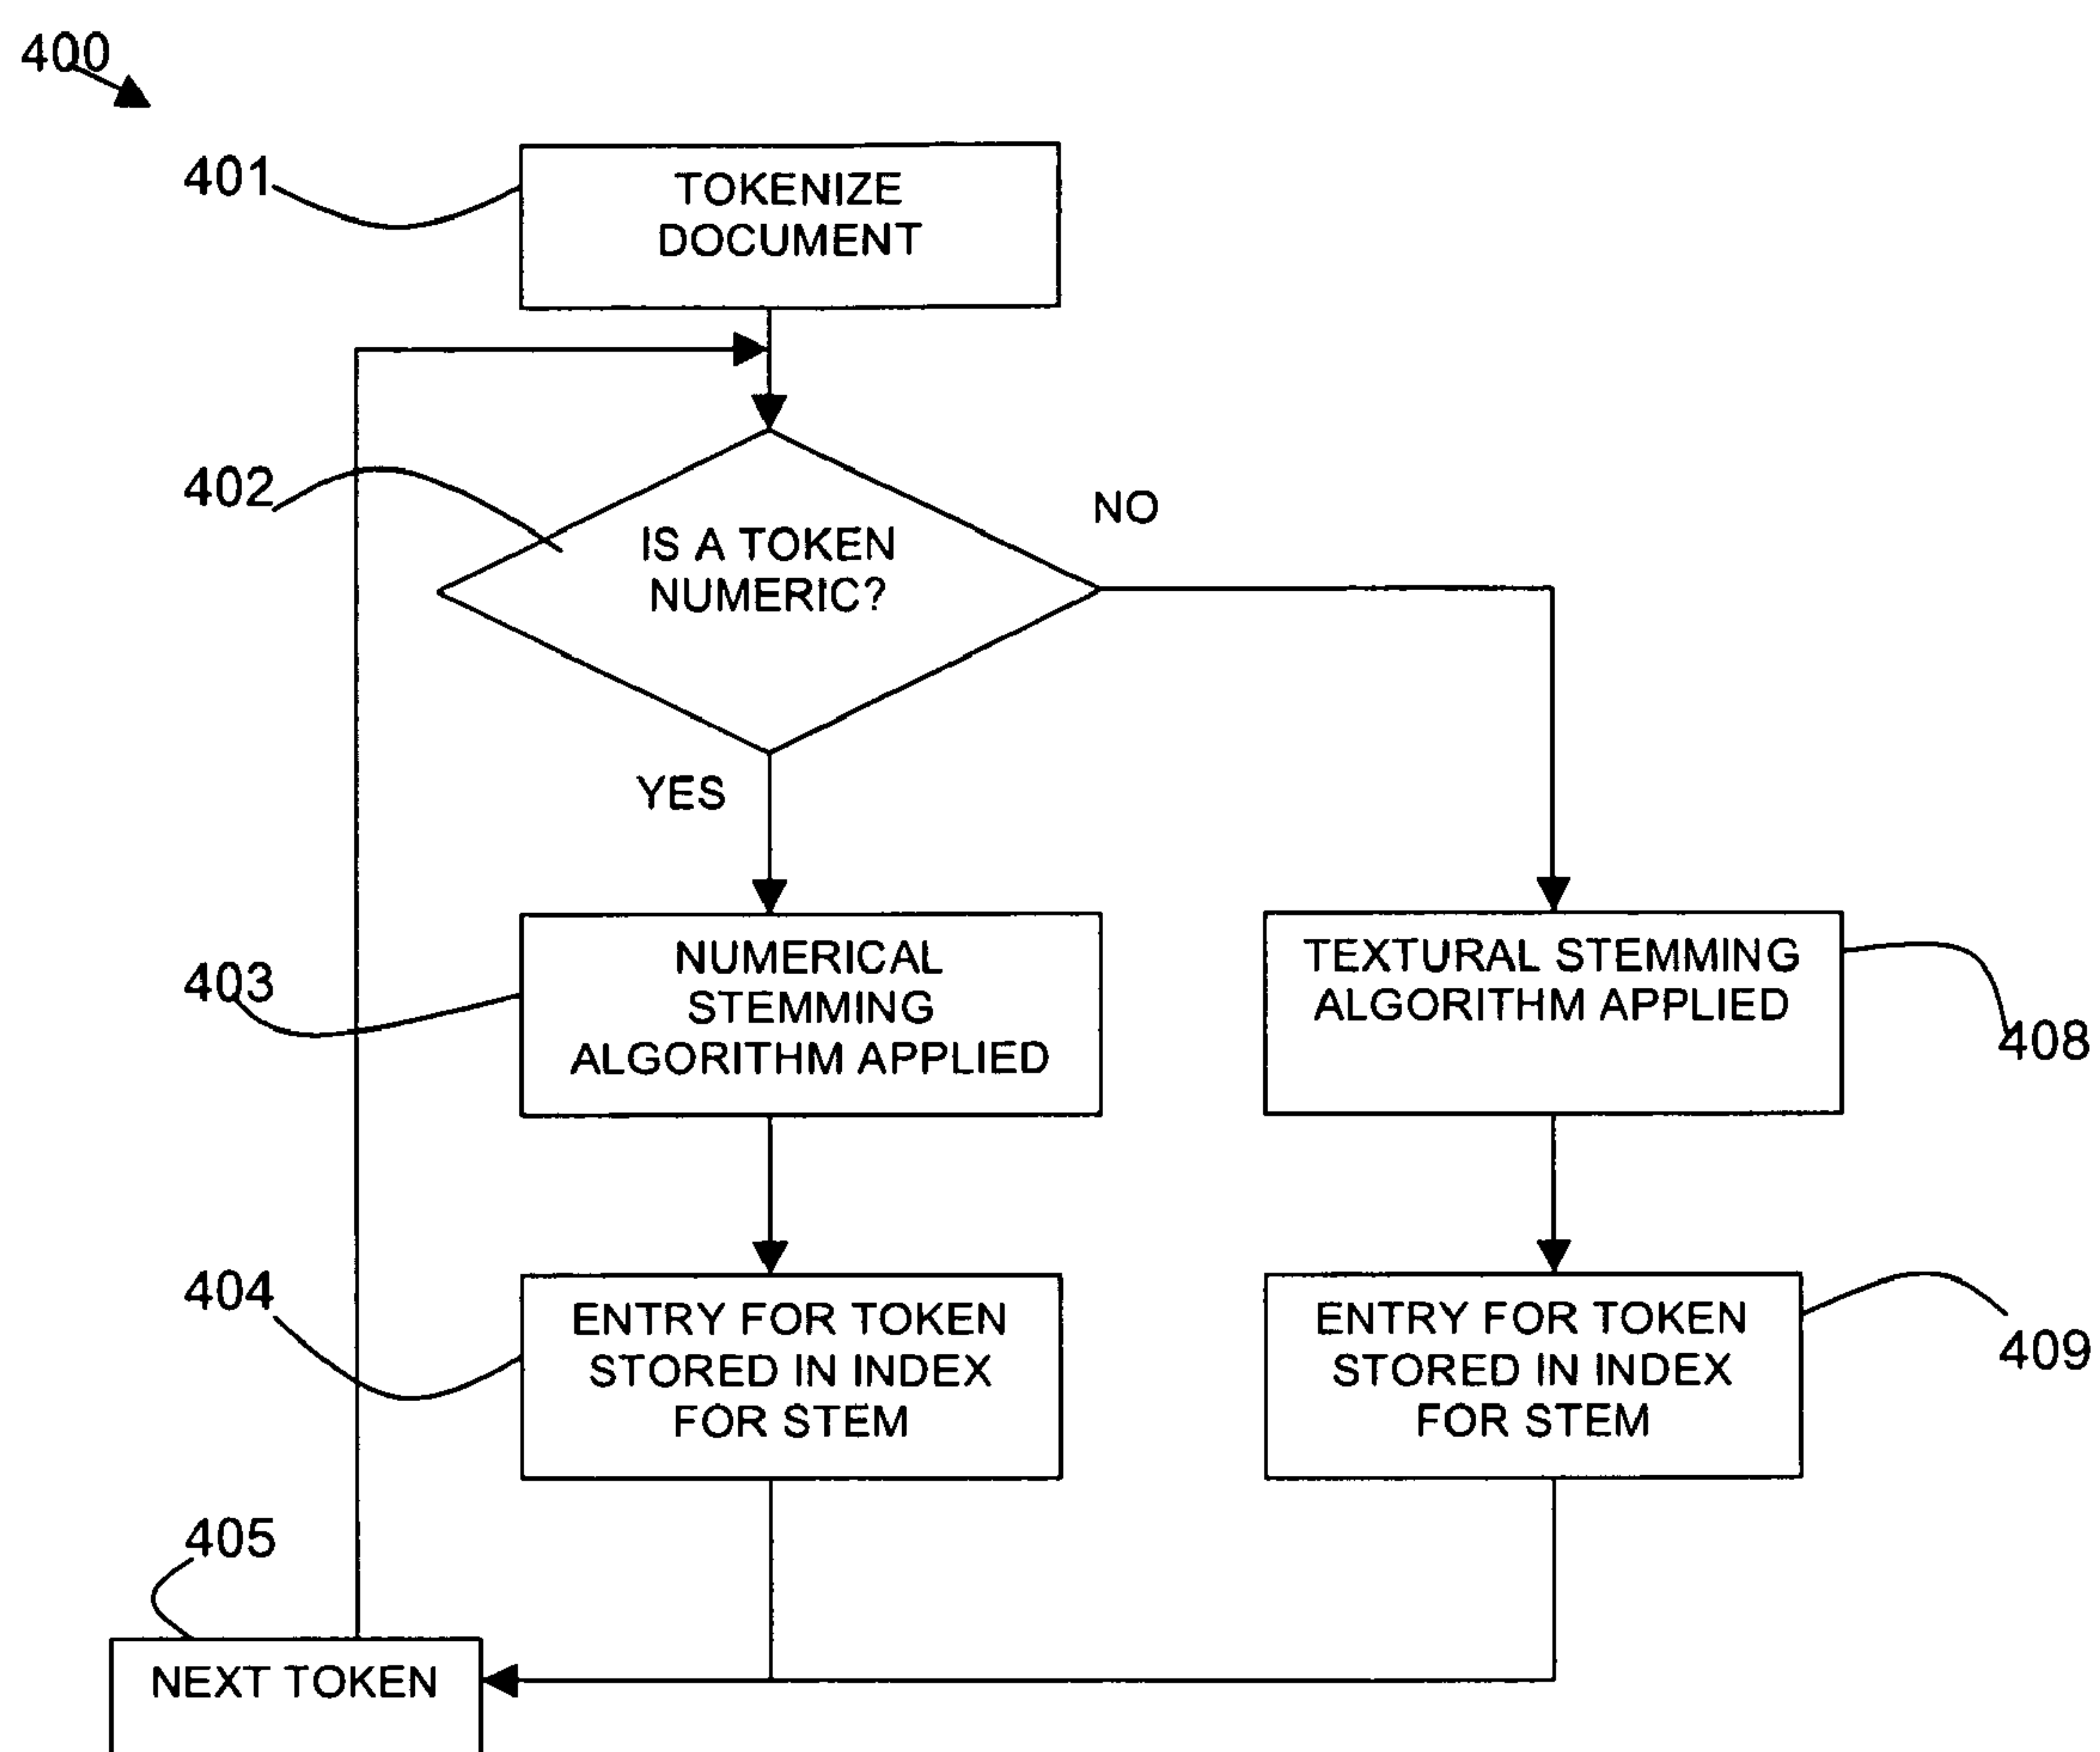 400
401
TOKENIZE
DOCUMENT
402
IS A TOKEN
NUMERIC?
NO
YES
403
NUMERICAL
STEMMING
ALGORITHM APPLIED
TEXTURAL STEMMING
ALGORITHM APPLIED
408
404
ENTRY FOR TOKEN
STORED IN INDEX
FOR STEM
ENTRY FOR TOKEN
STORED IN INDEX
FOR STEM
409
405
NEXT TOKEN